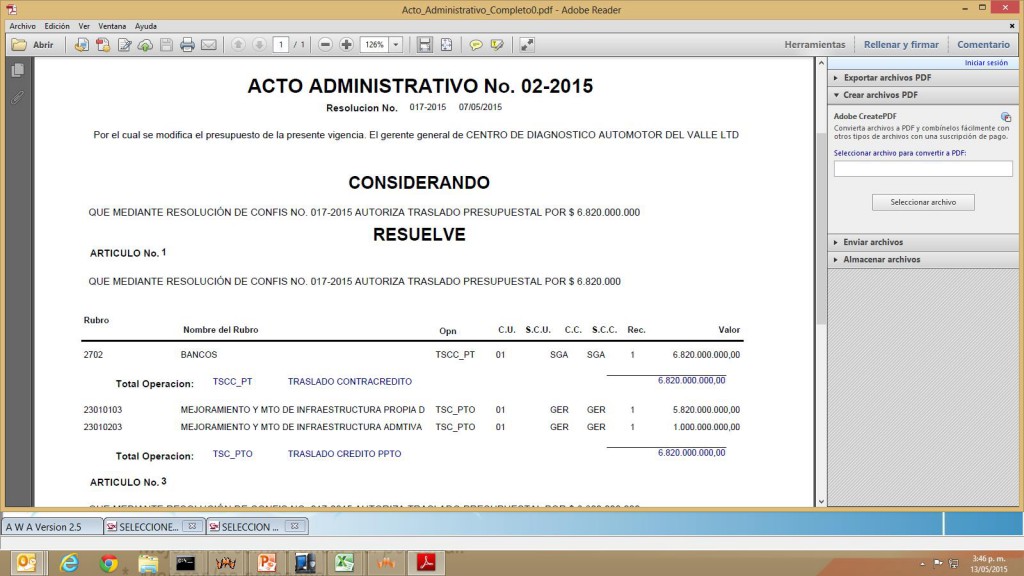 Acto_Administrativo_Completo0.pdf - Adobe Reader
Archivo Edición Ver Ventana Ayuda
Abrir 1 / 1 126% Herramientas Rellenar y firmar Comentario
Iniciar sesión
Exportar archivos PDF
Crear archivos PDF
Adobe CreatePDF
Convierta archivos a PDF y combínelos fácilmente con otros tipos de archivos con una suscripción de pago.
Seleccionar archivo para convertir a PDF:
Seleccionar archivo
Enviar archivos
Almacenar archivos
ACTO ADMINISTRATIVO No. 02-2015
Resolucion No. 017-2015 07/05/2015
Por el cual se modifica el presupuesto de la presente vigencia. El gerente general de CENTRO DE DIAGNOSTICO AUTOMOTOR DEL VALLE LTD
CONSIDERANDO
QUE MEDIANTE RESOLUCIÓN DE CONFIS NO. 017-2015 AUTORIZA TRASLADO PRESUPUESTAL POR $ 6.820.000.000
RESUELVE
ARTICULO No. 1
QUE MEDIANTE RESOLUCIÓN DE CONFIS NO. 017-2015 AUTORIZA TRASLADO PRESUPUESTAL POR $ 6.820.000
Rubro Nombre del Rubro Opn C.U. S.C.U. C.C. S.C.C. Rec. Valor
2702 BANCOS TSCC_PT 01 SGA SGA 1 6.820.000.000,00
Total Operacion: TSCC_PT TRASLADO CONTRACREDITO 6.820.000.000,00
23010103 MEJORAMIENTO Y MTO DE INFRAESTRUCTURA PROPIA D TSC_PTO 01 GER GER 1 5.820.000.000,00
23010203 MEJORAMIENTO Y MTO DE INFRAESTRUCTURA ADMTIVA TSC_PTO 01 GER GER 1 1.000.000.000,00
Total Operacion: TSC_PTO TRASLADO CREDITO PPTO 6.820.000.000,00
ARTICULO No. 3
A W A Version 2.5 SELECCIONE... SELECCION ...
3:46 p. m.
13/05/2015